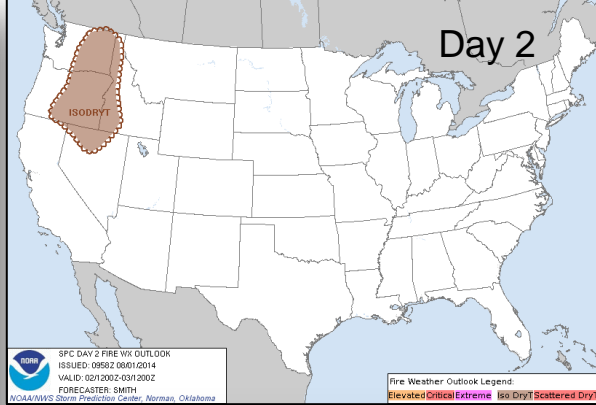 Day 2
ISODRYT
NOAA
SPC DAY 2 FIRE WX OUTLOOK
ISSUED: 0958Z 08/01/2014
VALID: 02/1200Z-03/1200Z
FORECASTER: SMITH
NOAA/NWS Storm Prediction Center, Norman, Oklahoma
Fire Weather Outlook Legend:
Elevated Critical Extreme Iso DryT Scattered DryT